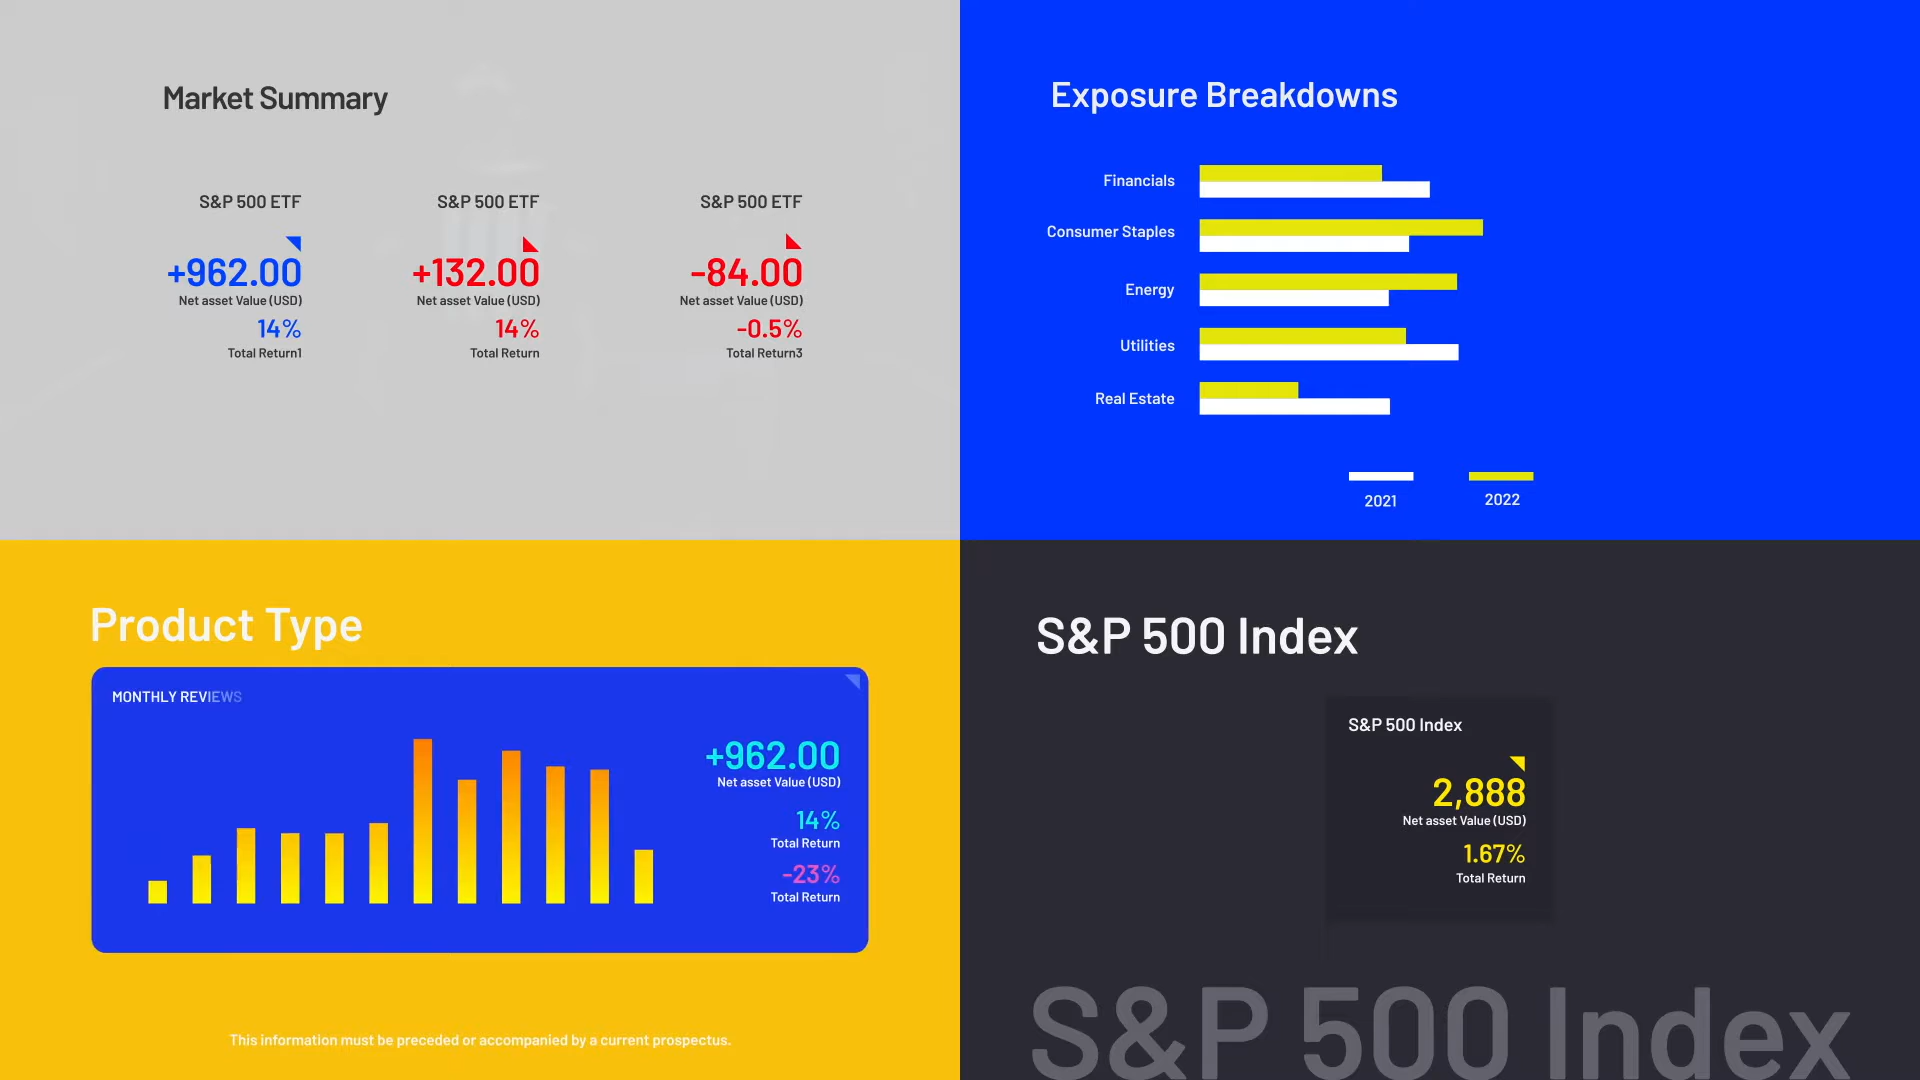 Market Summary
S&P 500 ETF
+962.00
Net asset Value (USD)
14%
Total Return1
S&P 500 ETF
+132.00
Net asset Value (USD)
14%
Total Return
S&P 500 ETF
-84.00
Net asset Value (USD)
-0.5%
Total Return3
Exposure Breakdowns
Financials
Consumer Staples
Energy
Utilities
Real Estate
2021
2022
Product Type
MONTHLY REVIEWS
+962.00
Net asset Value (USD)
14%
Total Return
-23%
Total Return
This information must be preceded or accompanied by a current prospectus.
S&P 500 Index
S&P 500 Index
2,888
Net asset Value (USD)
1.67%
Total Return
S&P 500 Index